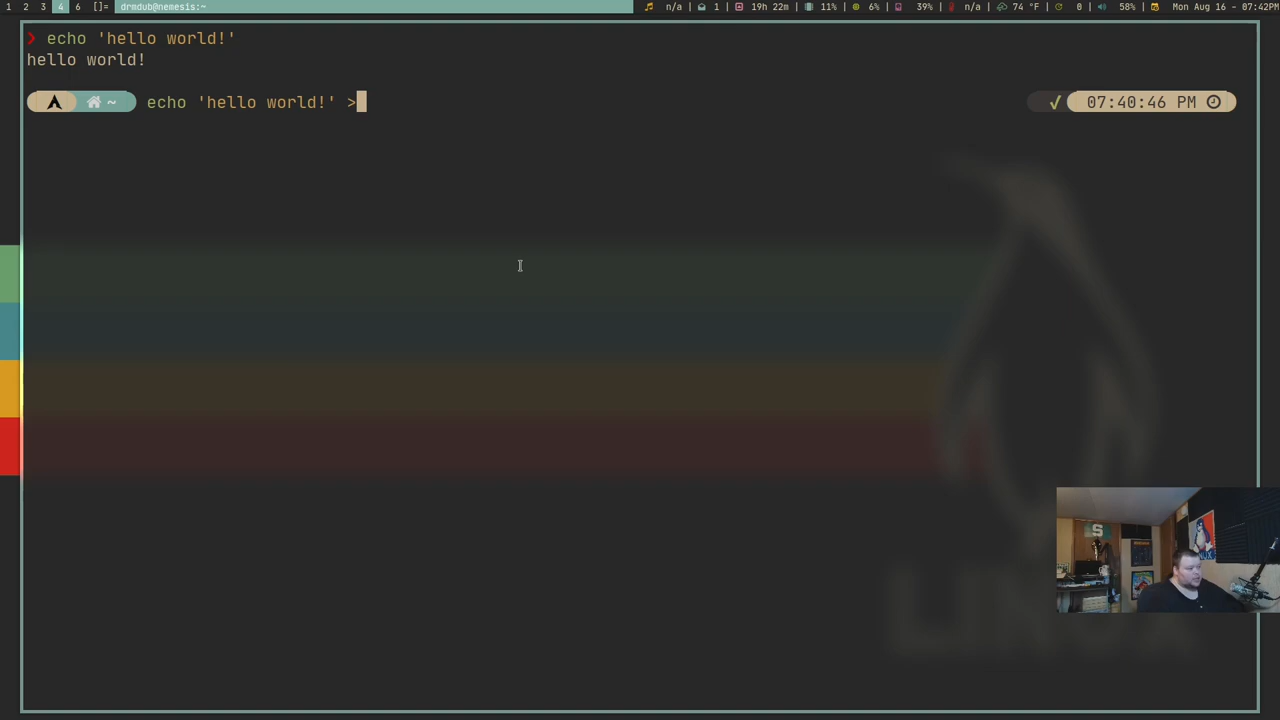 1 2 3 4 6 []= drmdub@nemesis:~ n/a | 1 | 19h 22m | 11% | 6% | 39% | n/a | 74 °F | 0 | 58% | Mon Aug 16 - 07:42PM
❯ echo 'hello world!'
hello world!
~ echo 'hello world!' > ✓ 07:40:46 PM
LINUX